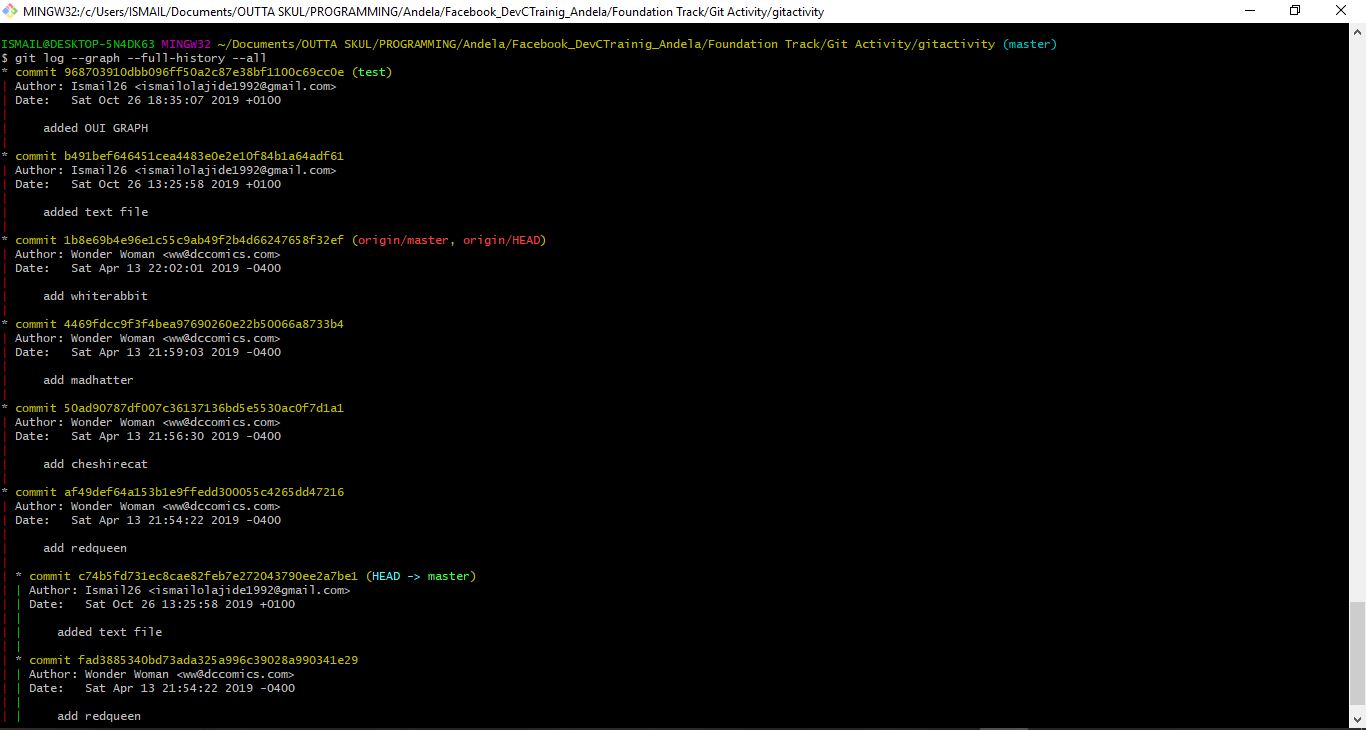 MINGW32:/c/Users/ISMAIL/Documents/OUTTA SKUL/PROGRAMMING/Andela/Facebook_DevCTrainig_Andela/Foundation Track/Git Activity/gitactivity
ISMAIL@DESKTOP-5N4DK63 MINGW32 ~/Documents/OUTTA SKUL/PROGRAMMING/Andela/Facebook_DevCTrainig_Andela/Foundation Track/Git Activity/gitactivity (master)
$ git log --graph --full-history --all
* commit 968703910dbb096ff50a2c87e38bf1100c69cc0e (test)
| Author: Ismail26 <ismailolajide1992@gmail.com>
| Date:   Sat Oct 26 18:35:07 2019 +0100
|
|     added OUI GRAPH
|
* commit b491bef646451cea4483e0e2e10f84b1a64adf61
| Author: Ismail26 <ismailolajide1992@gmail.com>
| Date:   Sat Oct 26 13:25:58 2019 +0100
|
|     added text file
|
* commit 1b8e69b4e96e1c55c9ab49f2b4d66247658f32ef (origin/master, origin/HEAD)
| Author: Wonder Woman <ww@dccomics.com>
| Date:   Sat Apr 13 22:02:01 2019 -0400
|
|     add whiterabbit
|
* commit 4469fdcc9f3f4bea97690260e22b50066a8733b4
| Author: Wonder Woman <ww@dccomics.com>
| Date:   Sat Apr 13 21:59:03 2019 -0400
|
|     add madhatter
|
* commit 50ad90787df007c36137136bd5e5530ac0f7d1a1
| Author: Wonder Woman <ww@dccomics.com>
| Date:   Sat Apr 13 21:56:30 2019 -0400
|
|     add cheshirecat
|
* commit af49def64a153b1e9ffedd300055c4265dd47216
| Author: Wonder Woman <ww@dccomics.com>
| Date:   Sat Apr 13 21:54:22 2019 -0400
|
|     add redqueen
|
| * commit c74b5fd731ec8cae82feb7e272043790ee2a7be1 (HEAD -> master)
| | Author: Ismail26 <ismailolajide1992@gmail.com>
| | Date:   Sat Oct 26 13:25:58 2019 +0100
| |
| |     added text file
| |
| * commit fad3885340bd73ada325a996c39028a990341e29
| | Author: Wonder Woman <ww@dccomics.com>
| | Date:   Sat Apr 13 21:54:22 2019 -0400
| |
| |     add redqueen